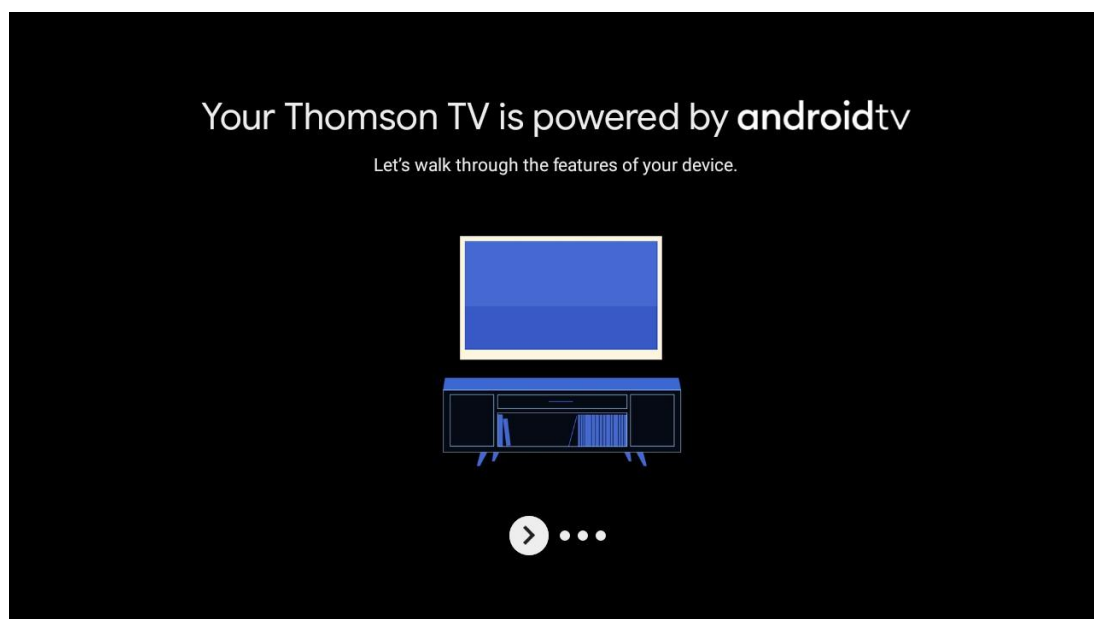 Your Thomson TV is powered by androidtv
Let’s walk through the features of your device.